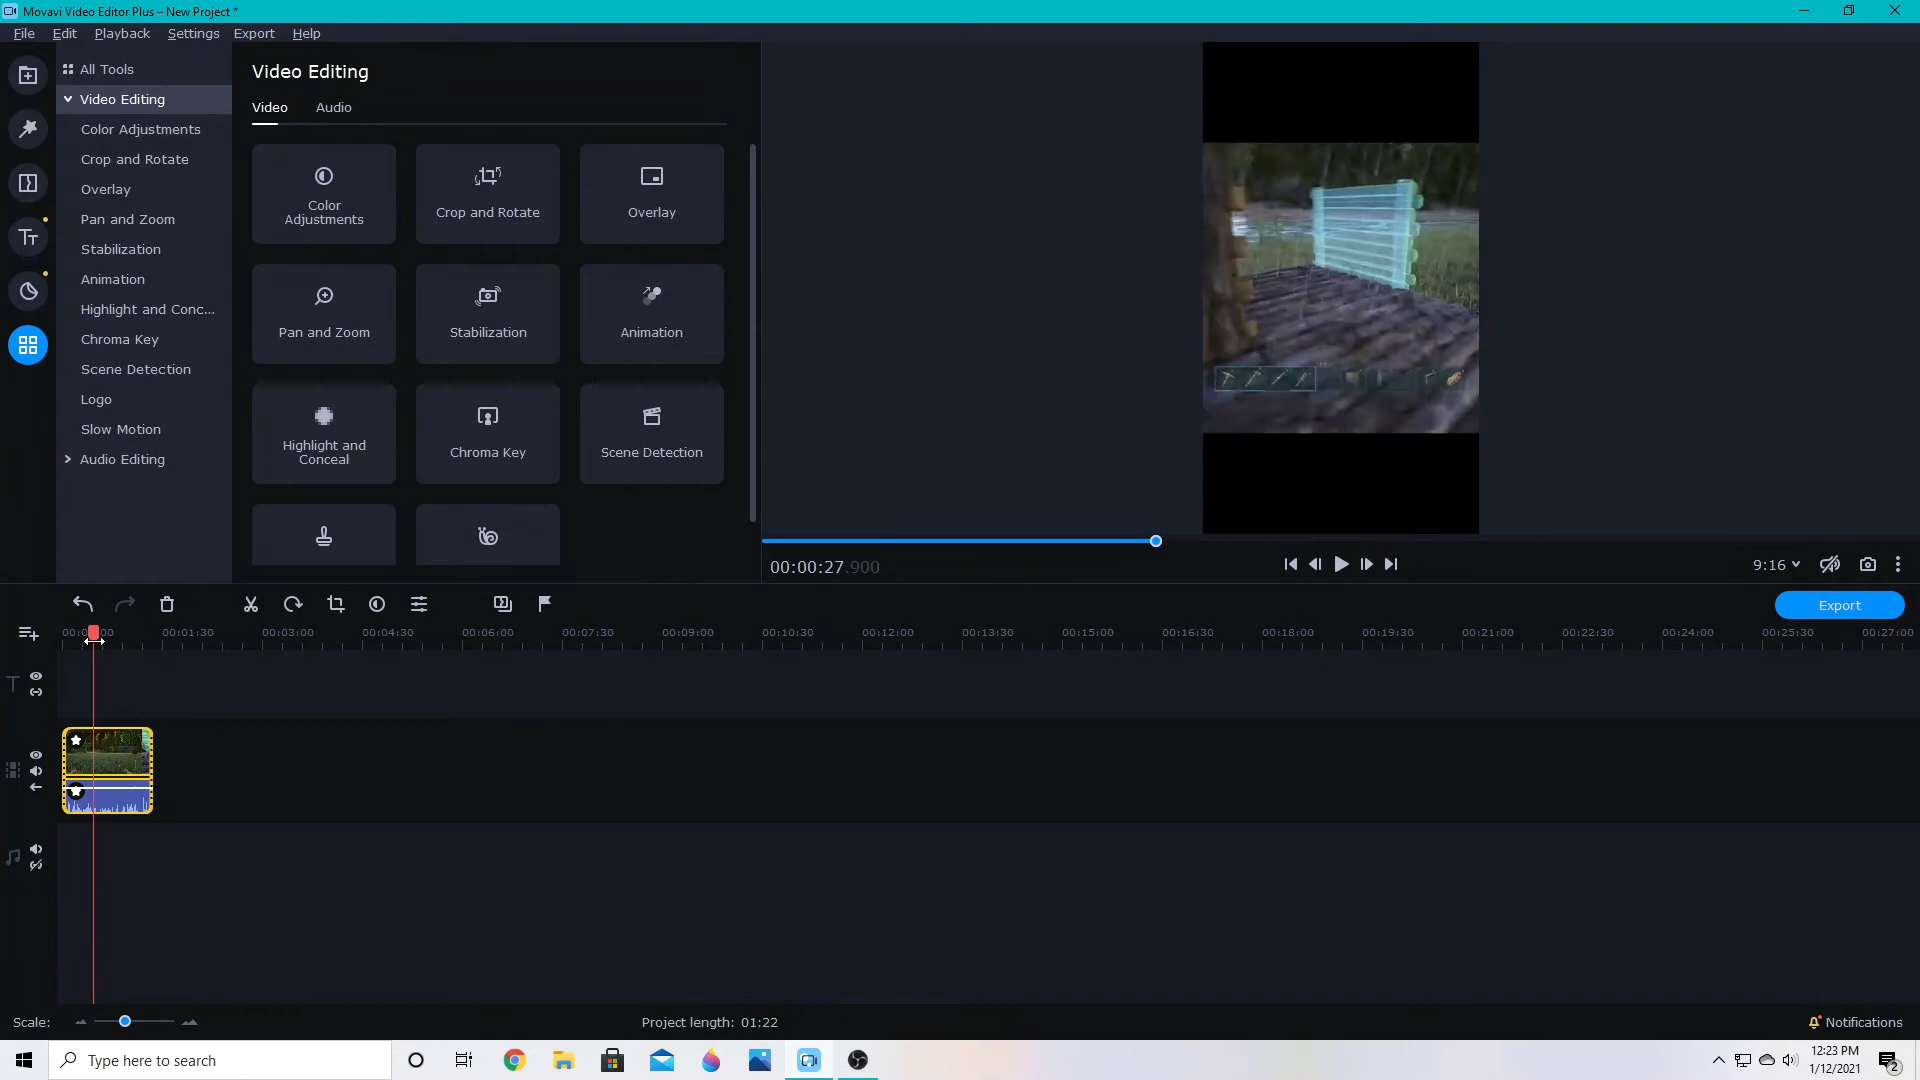 Movavi Video Editor Plus – New Project *
File Edit Playback Settings Export Help
All Tools
Video Editing
Color Adjustments
Crop and Rotate
Overlay
Pan and Zoom
Stabilization
Animation
Highlight and Conc...
Chroma Key
Scene Detection
Logo
Slow Motion
Audio Editing
Video Editing
Video Audio
Color
Adjustments
Crop and Rotate
Overlay
Pan and Zoom
Stabilization
Animation
Highlight and
Conceal
Chroma Key
Scene Detection
00:00:27.900
9:16
Export
00:01:30 00:03:00 00:04:30 00:06:00 00:07:30 00:09:00 00:10:30 00:12:00 00:13:30 00:15:00 00:16:30 00:18:00 00:19:30 00:21:00 00:22:30 00:24:00 00:25:30 00:27:00
Scale:
Project length: 01:22
Notifications
Type here to search
12:23 PM
1/12/2021
2